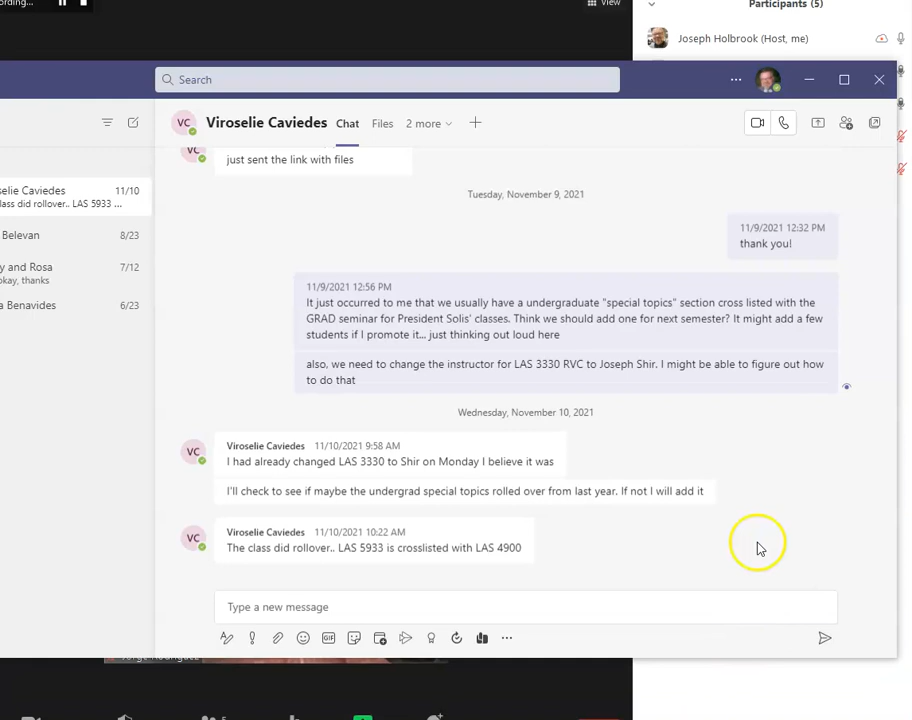 ording...
View
Participants (5)
Joseph Holbrook (Host, me)
Search
VC
Viroselie Caviedes
Chat
Files
2 more
VC
just sent the link with files
selie Caviedes 11/10
lass did rollover.. LAS 5933 ...
Belevan 8/23
y and Rosa 7/12
okay, thanks
a Benavides 6/23
Tuesday, November 9, 2021
11/9/2021 12:32 PM
thank you!
11/9/2021 12:56 PM
It just occurred to me that we usually have a undergraduate "special topics" section cross listed with the
GRAD seminar for President Solis' classes. Think we should add one for next semester? It might add a few
students if I promote it... just thinking out loud here
also, we need to change the instructor for LAS 3330 RVC to Joseph Shir. I might be able to figure out how
to do that
Wednesday, November 10, 2021
VC
Viroselie Caviedes 11/10/2021 9:58 AM
I had already changed LAS 3330 to Shir on Monday I believe it was
I'll check to see if maybe the undergrad special topics rolled over from last year. If not I will add it
VC
Viroselie Caviedes 11/10/2021 10:22 AM
The class did rollover.. LAS 5933 is crosslisted with LAS 4900
Type a new message
GIF